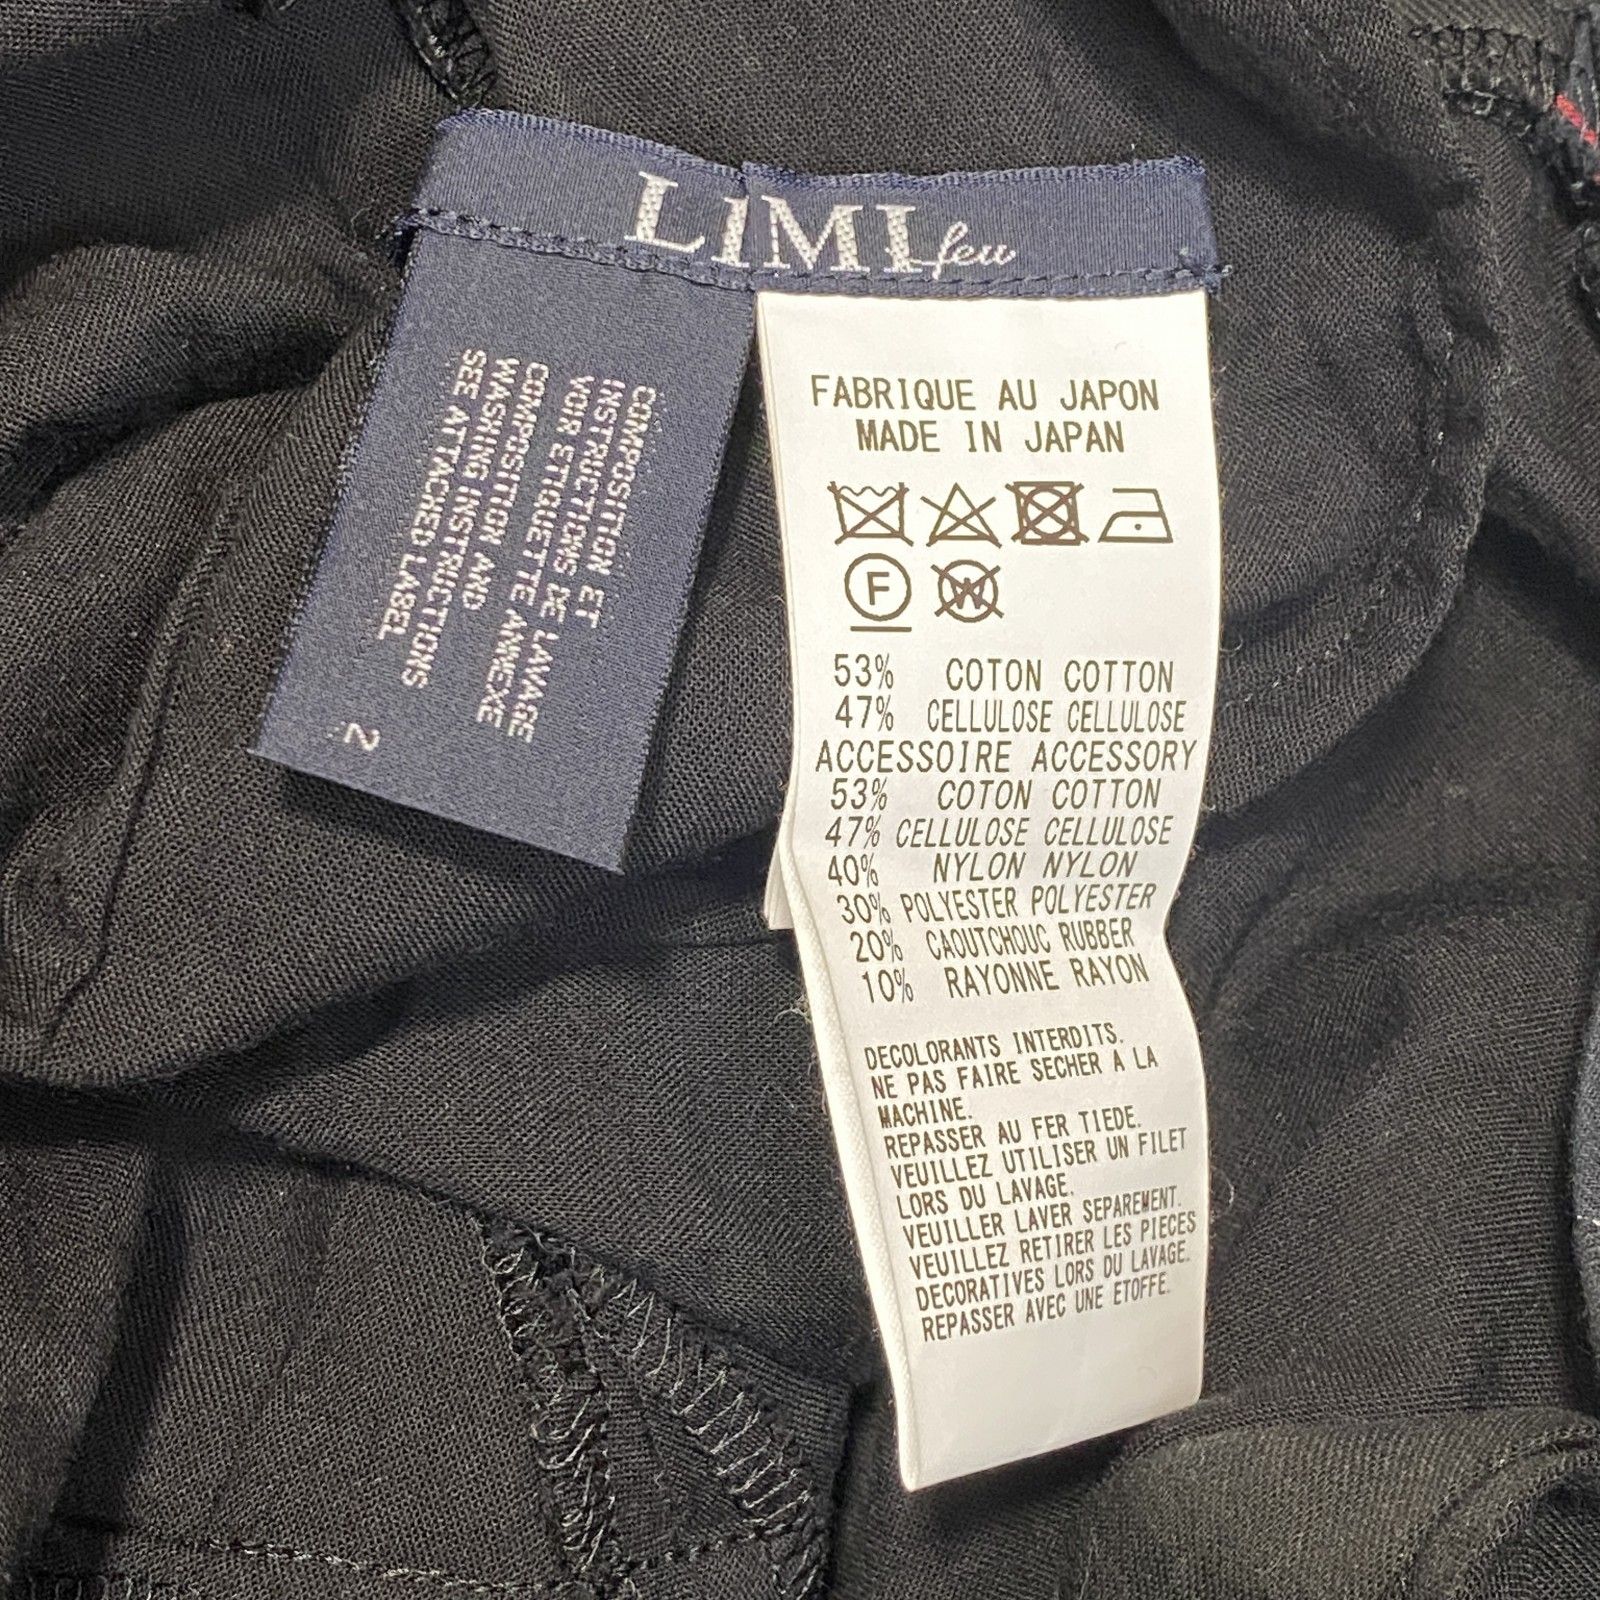 LiMI feu
COMPOSITION ET
INSTRUCTIONS DE LAVAGE
VOIR ETIQUETTE ANNEXE
COMPOSITION AND
WASHING INSTRUCTIONS
SEE ATTACHED LABEL
2
FABRIQUE AU JAPON
MADE IN JAPAN
F W
53% COTON COTTON
47% CELLULOSE CELLULOSE
ACCESSOIRE ACCESSORY
53% COTON COTTON
47% CELLULOSE CELLULOSE
40% NYLON NYLON
30% POLYESTER POLYESTER
20% CAOUTCHOUC RUBBER
10% RAYONNE RAYON
DECOLORANTS INTERDITS.
NE PAS FAIRE SECHER A LA
MACHINE.
REPASSER AU FER TIEDE.
VEUILLEZ UTILISER UN FILET
LORS DU LAVAGE.
VEUILLER LAVER SEPAREMENT.
VEUILLEZ RETIRER LES PIECES
DECORATIVES LORS DU LAVAGE.
REPASSER AVEC UNE ETOFFE.